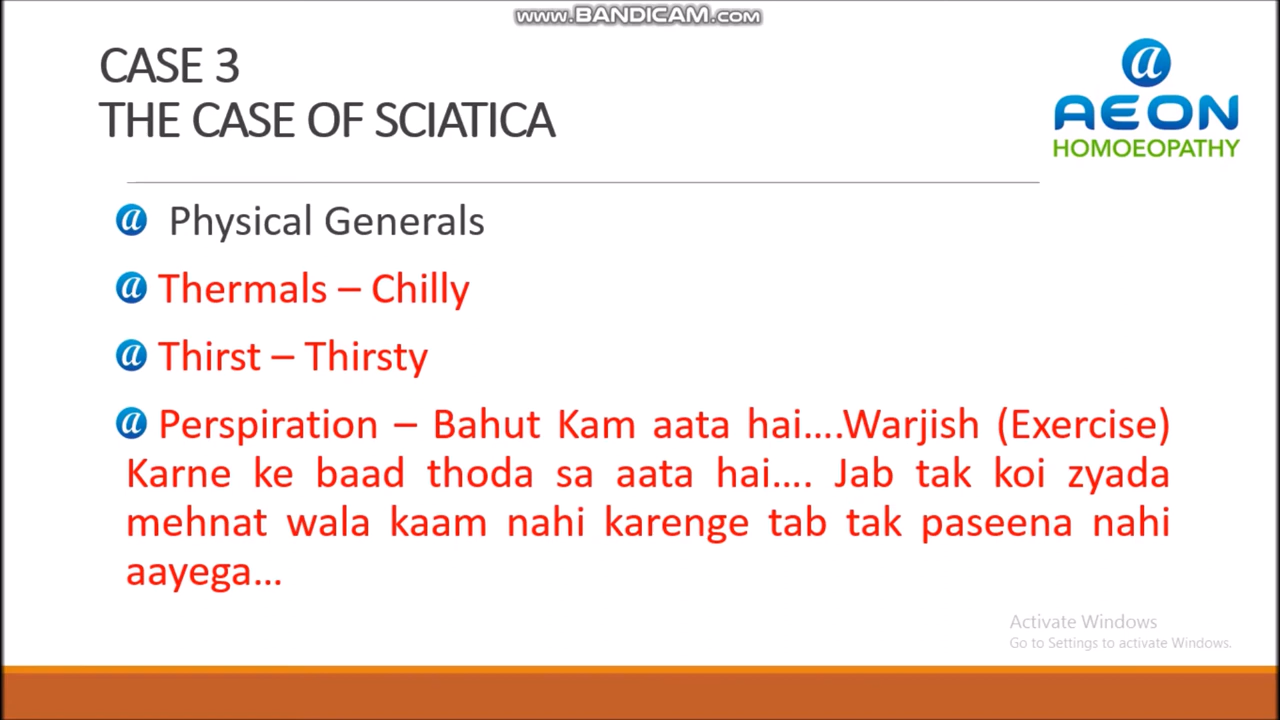 www.BANDICAM.com
CASE 3
THE CASE OF SCIATICA
a
AEON
HOMOEOPATHY
Physical Generals
Thermals – Chilly
Thirst – Thirsty
Perspiration – Bahut Kam aata hai....Warjish (Exercise)
Karne ke baad thoda sa aata hai.... Jab tak koi zyada
mehnat wala kaam nahi karenge tab tak paseena nahi
aayega...
Activate Windows
Go to Settings to activate Windows.